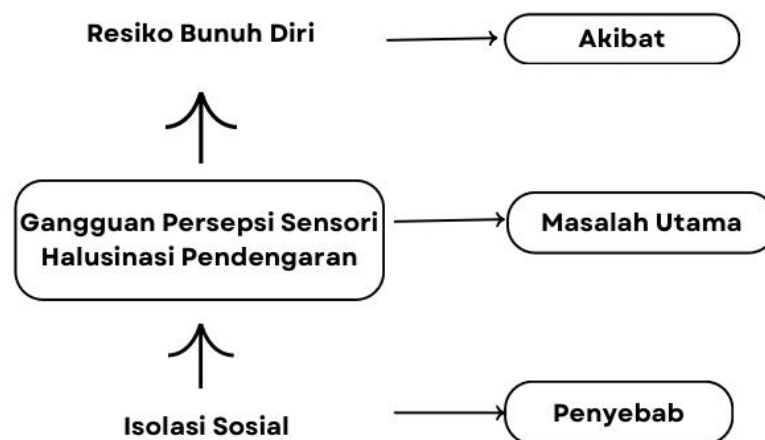 Resiko Bunuh Diri
Akibat
Gangguan Persepsi Sensori
Halusinasi Pendengaran
Masalah Utama
Isolasi Sosial
Penyebab